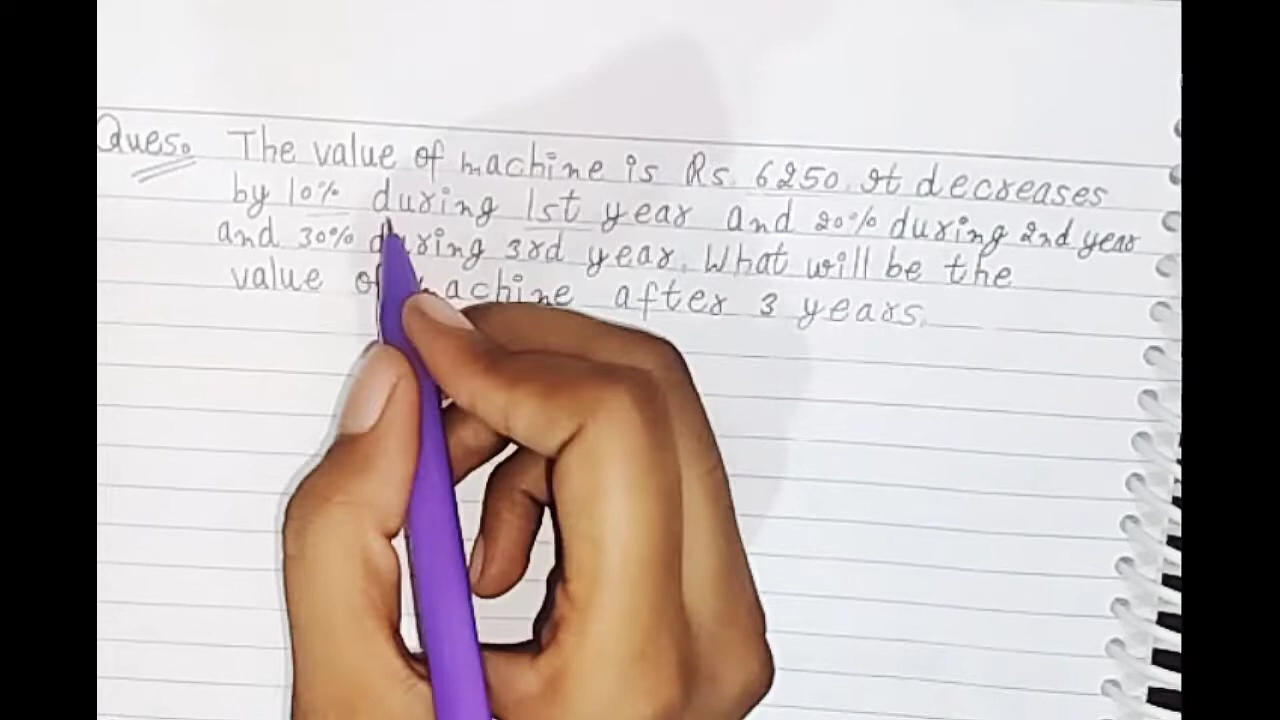 Ques. The value of machine is Rs. 6250. It decreases
by 10% during 1st year and 20% during 2nd year
and 30% during 3rd year. What will be the
value of machine after 3 years.